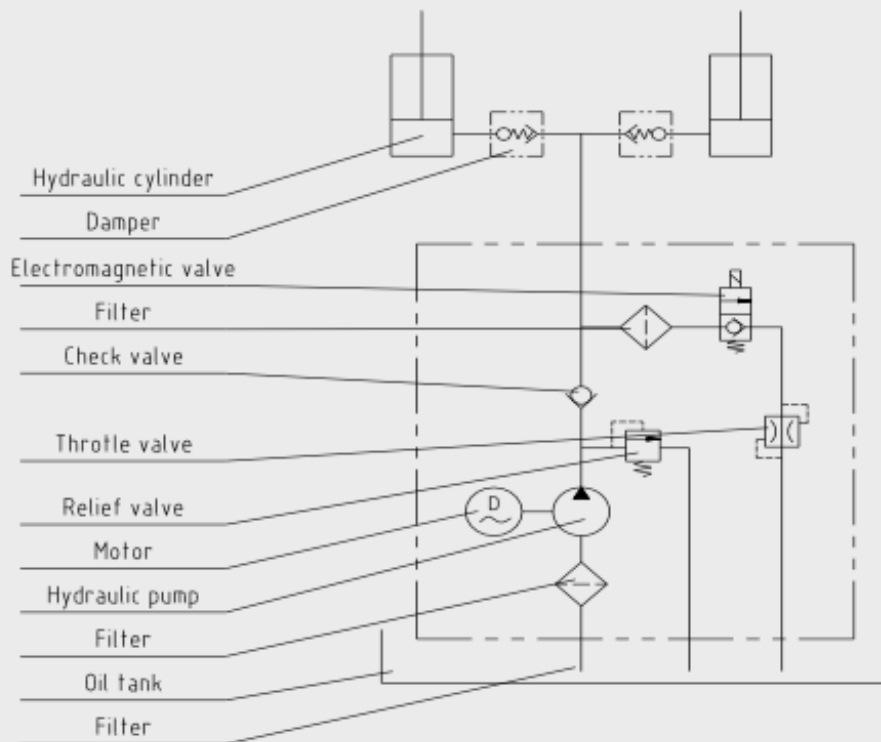 Hydraulic cylinder
Damper
Electromagnetic valve
Filter
Check valve
Throtle valve
Relief valve
D
Motor
Hydraulic pump
Filter
Oil tank
Filter